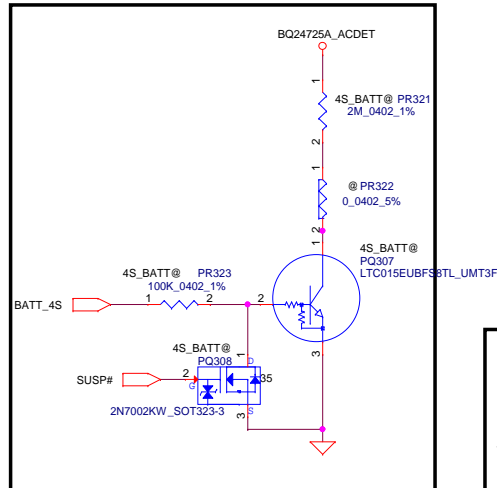 BQ24725A_ACDET
1
4S_BATT@ PR321
2M_0402_1%
2
1
@ PR322
0_0402_5%
2
1
4S_BATT@
PQ307
4S_BATT@ PR323
100K_0402_1%
BATT_4S
1 2
2
3
4S_BATT@
PQ308
1 D
SUSP#
2
G
35
3 S
2N7002KW_SOT323-3